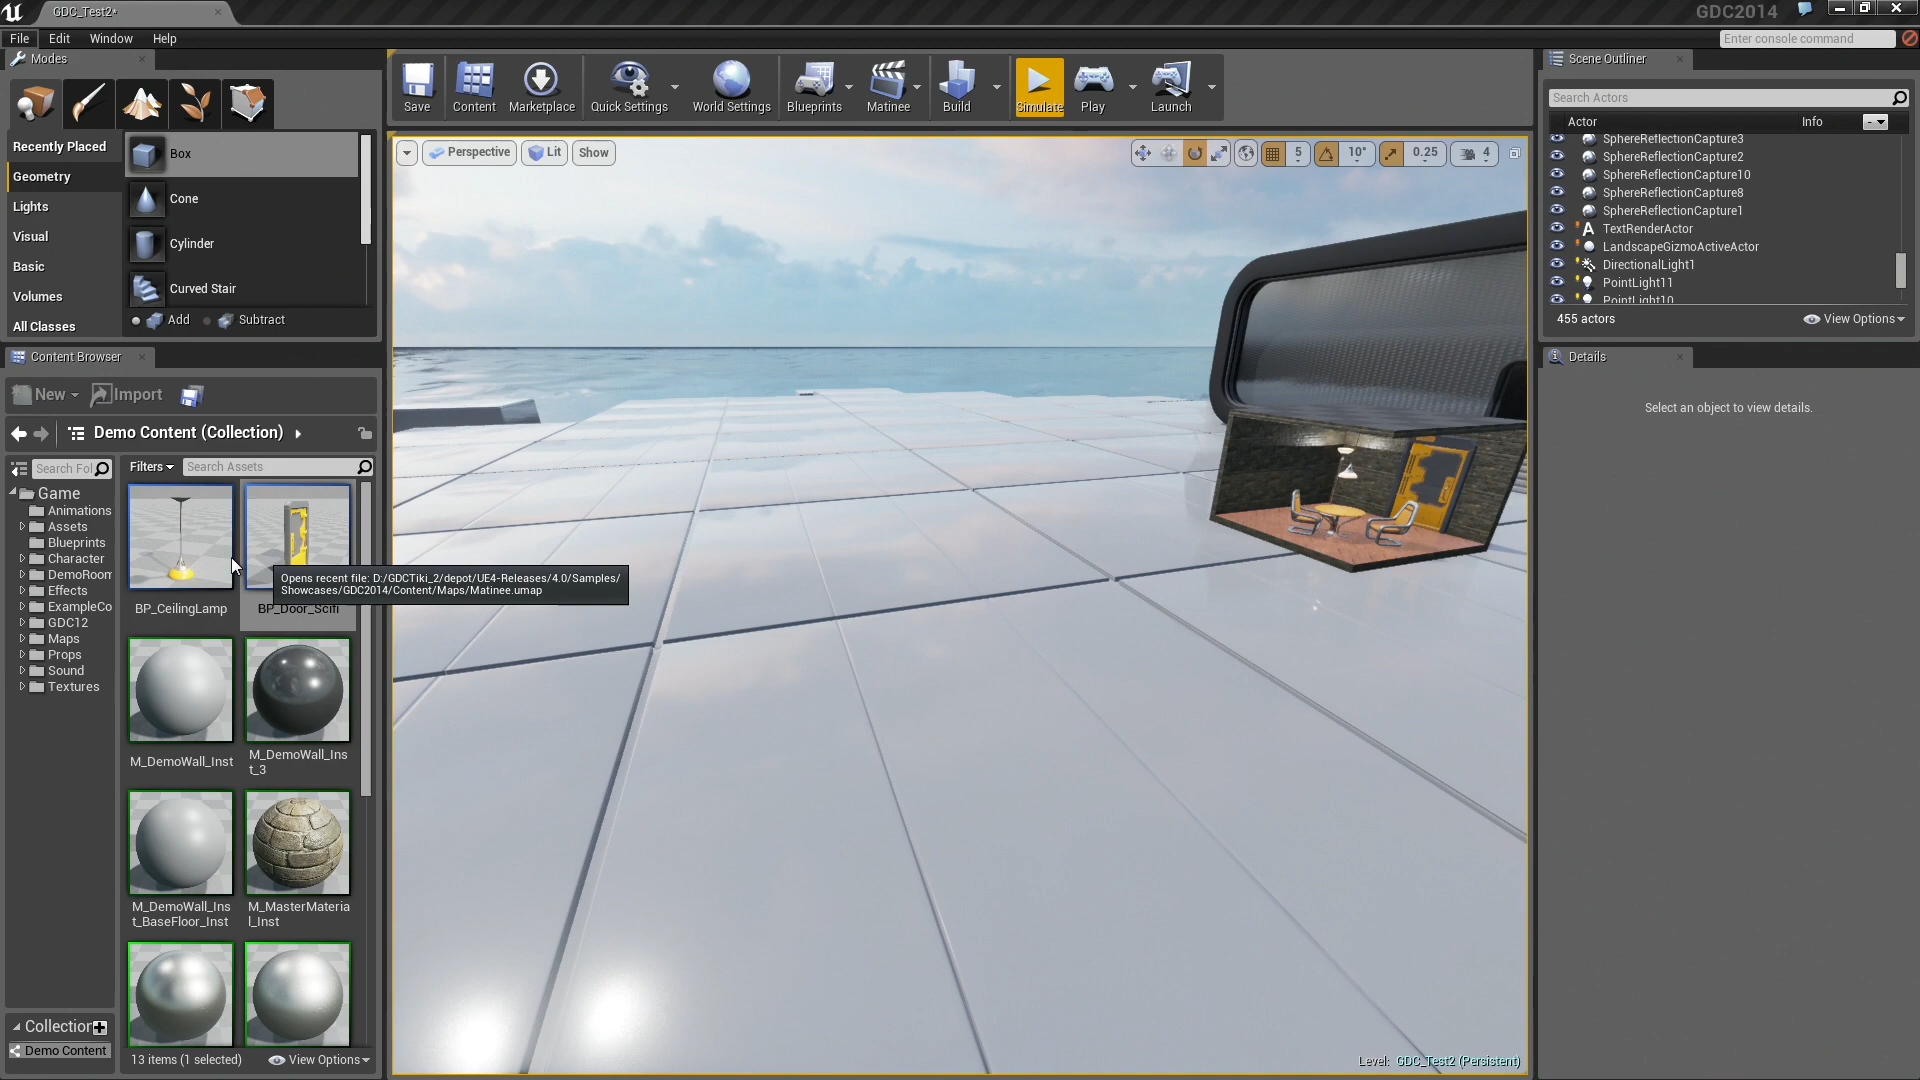 GDC_Test2*
GDC2014
File Edit Window Help
Enter console command
Modes
Recently Placed
Geometry
Lights
Visual
Basic
Volumes
All Classes
Box
Cone
Cylinder
Curved Stair
Add Subtract
Save
Content
Marketplace
Quick Settings
World Settings
Blueprints
Matinee
Build
Simulate
Play
Launch
Perspective Lit Show
5 10° 0.25 4
Scene Outliner
Search Actors
Actor Info
SphereReflectionCapture3
SphereReflectionCapture2
SphereReflectionCapture10
SphereReflectionCapture8
SphereReflectionCapture1
TextRenderActor
LandscapeGizmoActiveActor
DirectionalLight1
PointLight11
PointLight10
455 actors View Options
Details
Select an object to view details.
Content Browser
New Import
Demo Content (Collection)
Search Fol
Filters Search Assets
Game
Animations
Assets
Blueprints
Character
DemoRoom
Effects
ExampleCo
GDC12
Maps
Props
Sound
Textures
Opens recent file: D:/GDCTiki_2/depot/UE4-Releases/4.0/Samples/
Showcases/GDC2014/Content/Maps/Matinee.umap
BP_CeilingLamp BP_Door_Scifi
M_DemoWall_Inst
M_DemoWall_Ins
t_3
M_DemoWall_Ins
t_BaseFloor_Inst
M_MasterMateria
l_Inst
Collection
Demo Content
13 items (1 selected) View Options
Level: GDC_Test2 (Persistent)